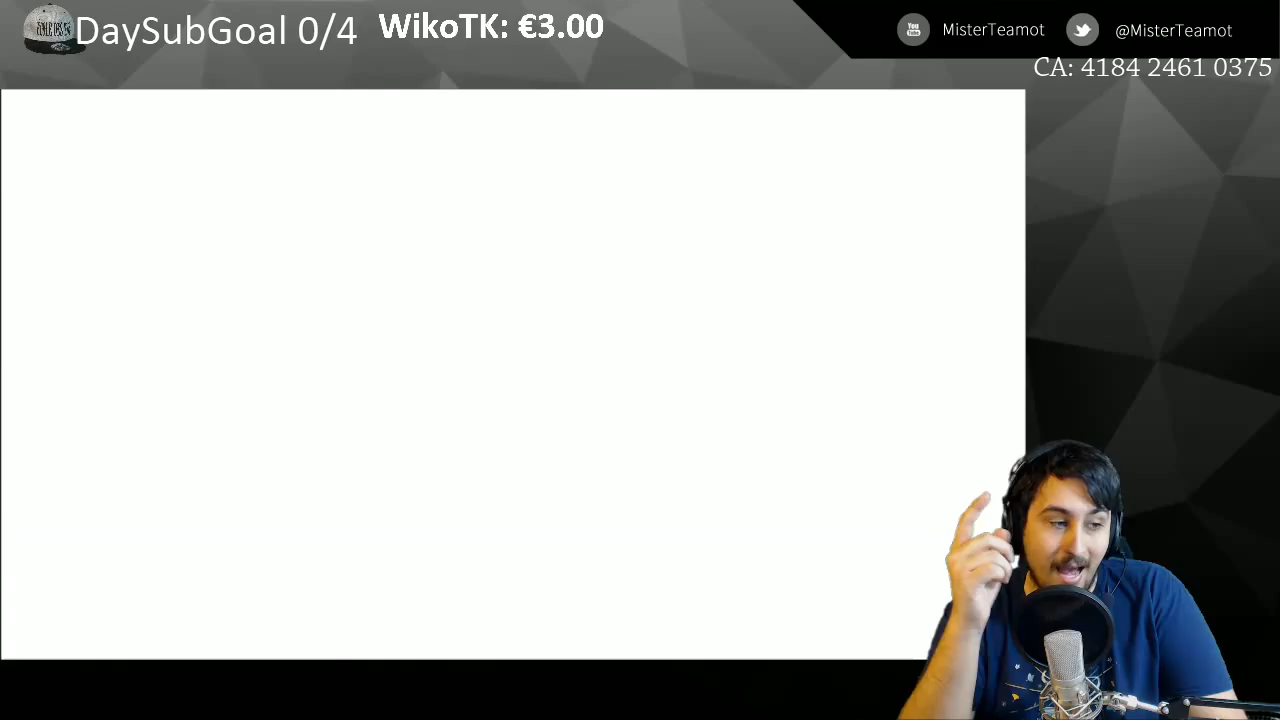 DaySubGoal 0/4
WikoTK: €3.00
MisterTeamot
@MisterTeamot
CA: 4184 2461 0375